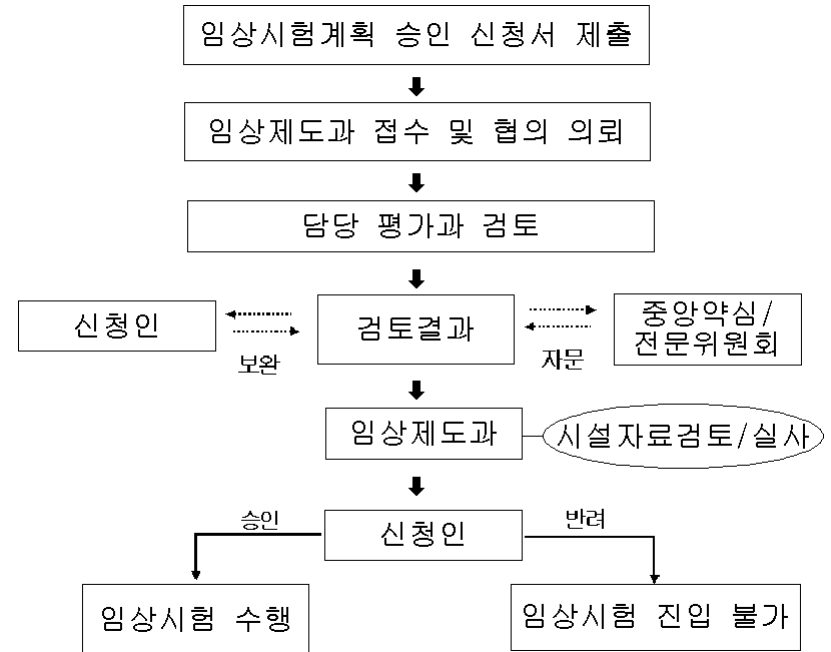 임상시험계획 승인 신청서 제출
임상제도과 접수 및 협의 의뢰
담당 평가과 검토
신청인
보완
검토결과
자문
중앙약심/
전문위원회
임상제도과
시설자료검토/실사
승인
신청인
반려
임상시험 수행
임상시험 진입 불가